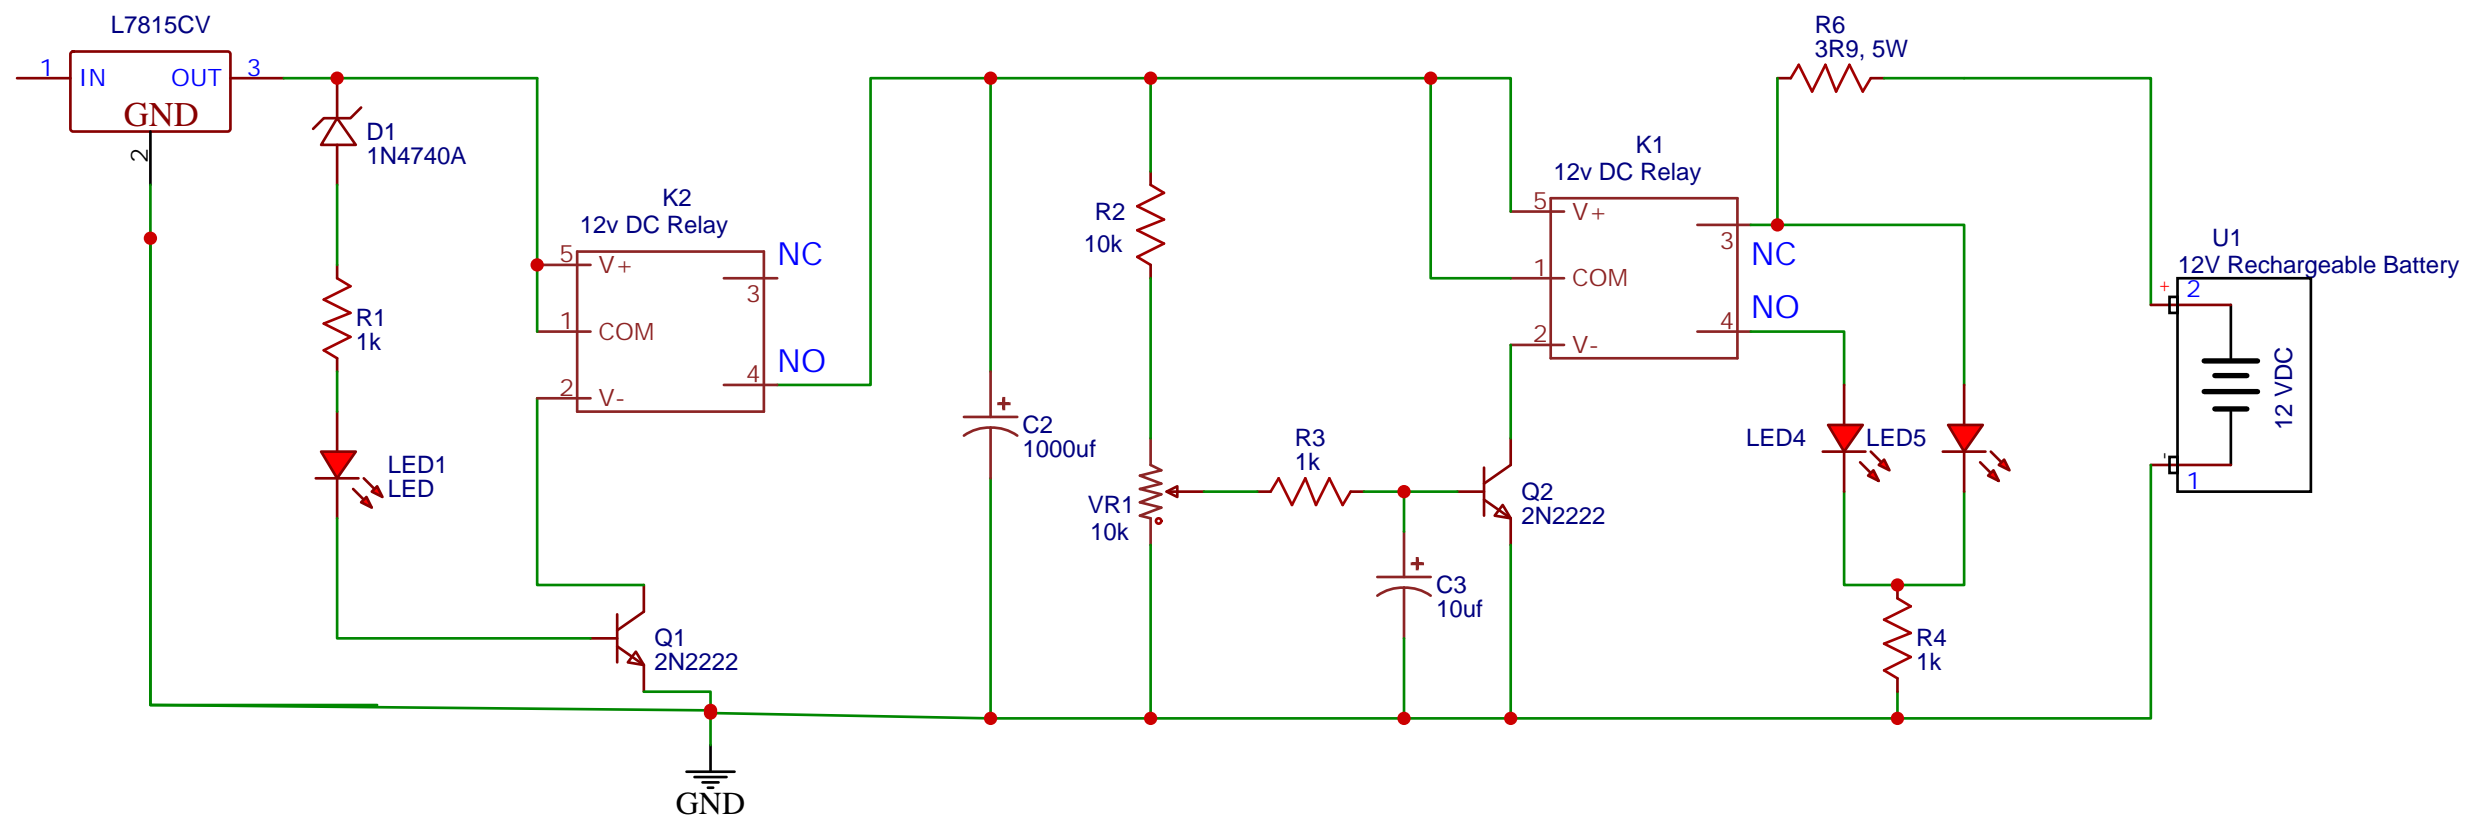 L7815CV
1
IN
OUT
3
GND
2
D1
1N4740A
R1
1k
LED1
LED
K2
12v DC Relay
5
V+
NC
3
1
COM
NO
4
2
V-
Q1
2N2222
GND
C2
+
1000uf
R2
10k
VR1
10k
R3
1k
+
C3
10uf
Q2
2N2222
K1
12v DC Relay
5
V+
3
NC
1
COM
NO
4
2
V-
R6
3R9, 5W
LED4
LED5
R4
1k
U1
12V Rechargeable Battery
+
2
12 VDC
-
1